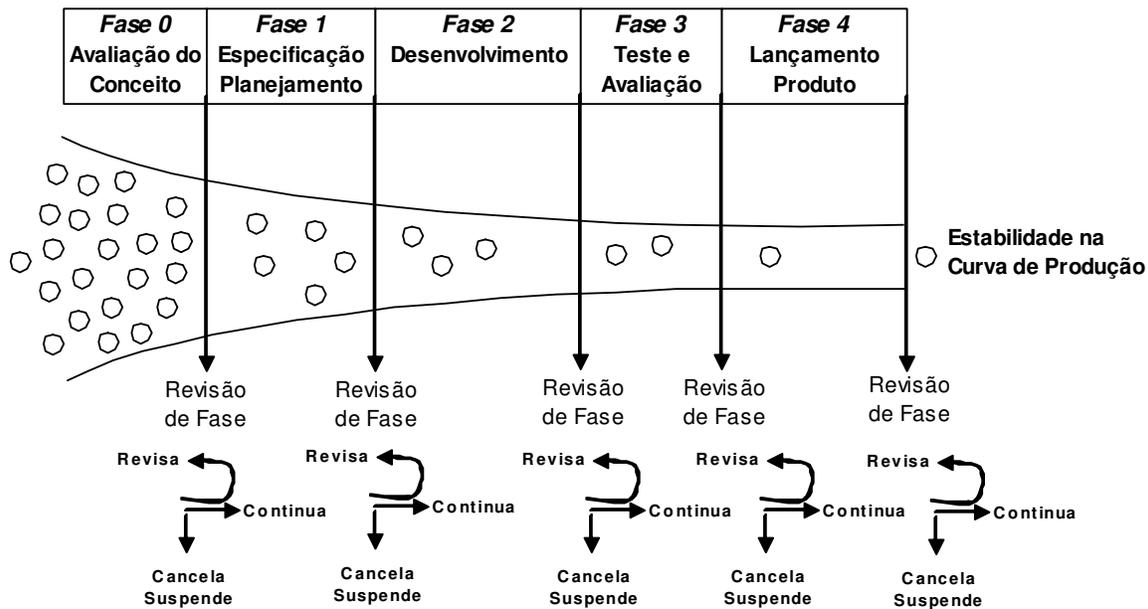 Fase 0
Avaliação do
Conceito
Fase 1
Especificação
Planejamento
Fase 2
Desenvolvimento
Fase 3
Teste e
Avaliação
Fase 4
Lançamento
Produto
Estabilidade na
Curva de Produção
Revisão
de Fase
Revisão
de Fase
Revisão
de Fase
Revisão
de Fase
Revisão
de Fase
Revisa
Continua
Cancela
Suspende
Revisa
Continua
Cancela
Suspende
Revisa
Continua
Cancela
Suspende
Revisa
Continua
Cancela
Suspende
Revisa
Continua
Cancela
Suspende